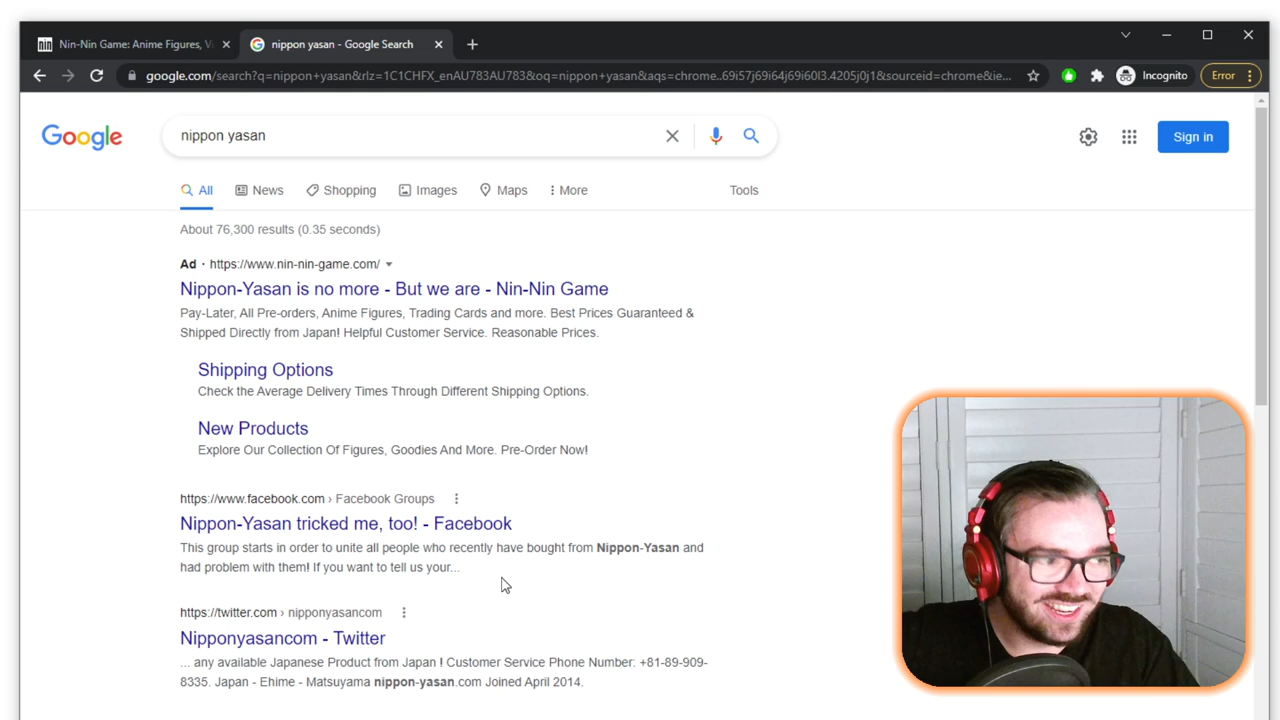 nin Nin-Nin Game: Anime Figures, Vi
nippon yasan - Google Search
google.com/search?q=nippon+yasan&rlz=1C1CHFX_enAU783AU783&oq=nippon+yasan&aqs=chrome..69i57j69i64j69i60l3.4205j0j1&sourceid=chrome&ie...
Incognito
Error
Google
nippon yasan
Sign in
All
News
Shopping
Images
Maps
More
Tools
About 76,300 results (0.35 seconds)
Ad · https://www.nin-nin-game.com/
Nippon-Yasan is no more - But we are - Nin-Nin Game
Pay-Later, All Pre-orders, Anime Figures, Trading Cards and more. Best Prices Guaranteed &
Shipped Directly from Japan! Helpful Customer Service. Reasonable Prices.
Shipping Options
Check the Average Delivery Times Through Different Shipping Options.
New Products
Explore Our Collection Of Figures, Goodies And More. Pre-Order Now!
https://www.facebook.com › Facebook Groups
Nippon-Yasan tricked me, too! - Facebook
This group starts in order to unite all people who recently have bought from Nippon-Yasan and
had problem with them! If you want to tell us your...
https://twitter.com › nipponyasancom
Nipponyasancom - Twitter
... any available Japanese Product from Japan ! Customer Service Phone Number: +81-89-909-
8335. Japan - Ehime - Matsuyama nippon-yasan.com Joined April 2014.